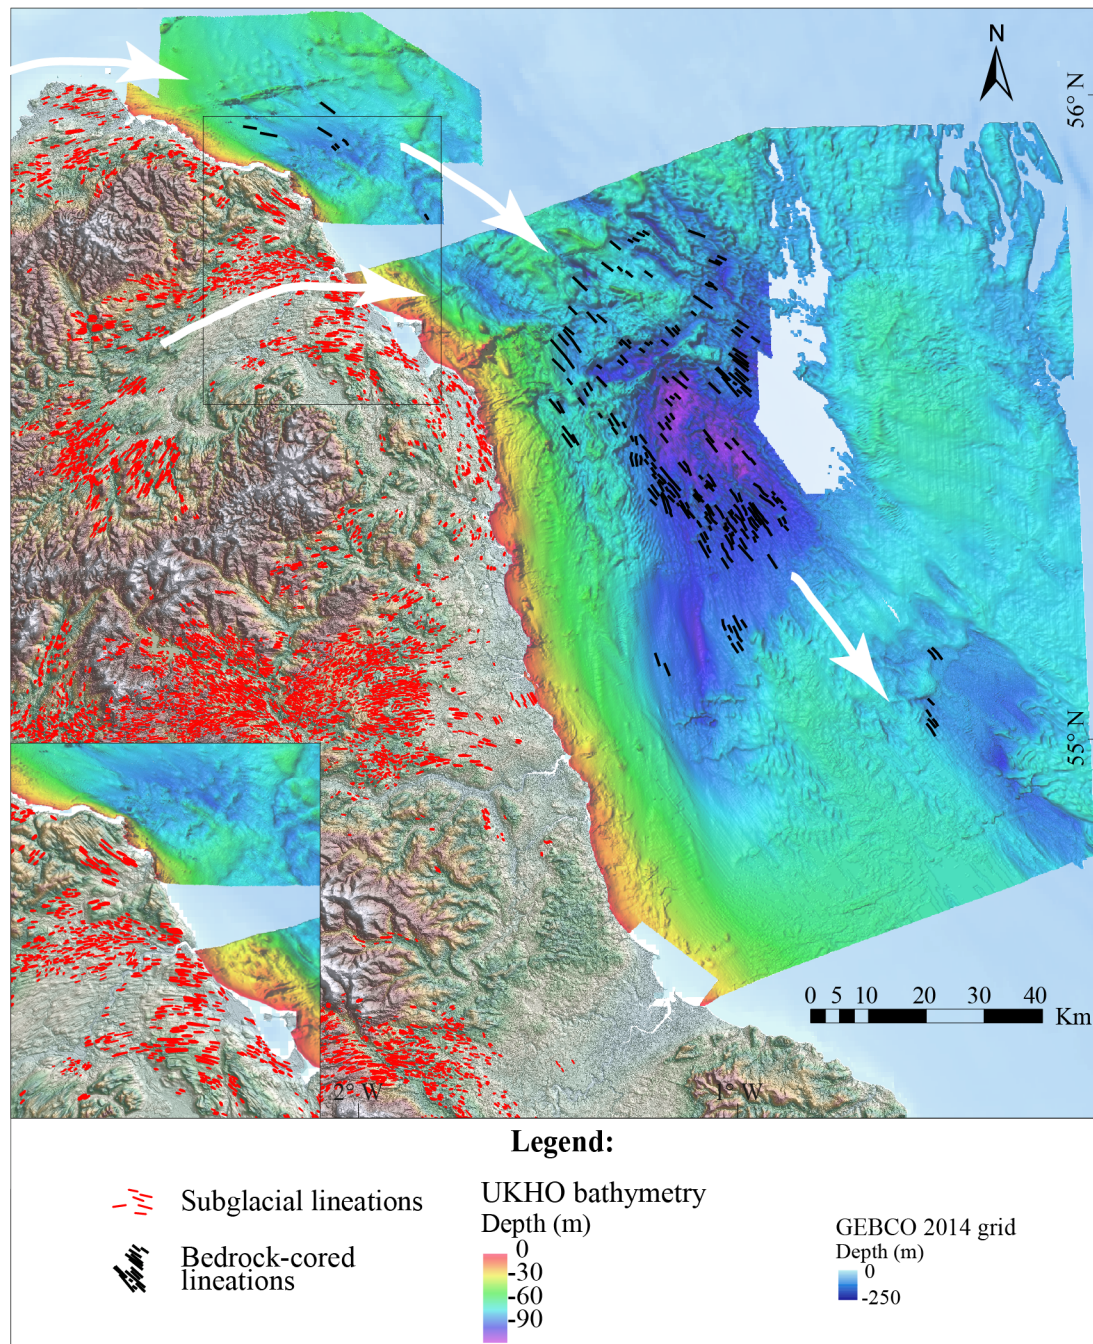 N
56° N
55° N
0 5 10 20 30 40
Km
2° W
1° W
Legend:
Subglacial lineations
Bedrock-cored
lineations
UKHO bathymetry
Depth (m)
0
-30
-60
-90
GEBCO 2014 grid
Depth (m)
0
-250